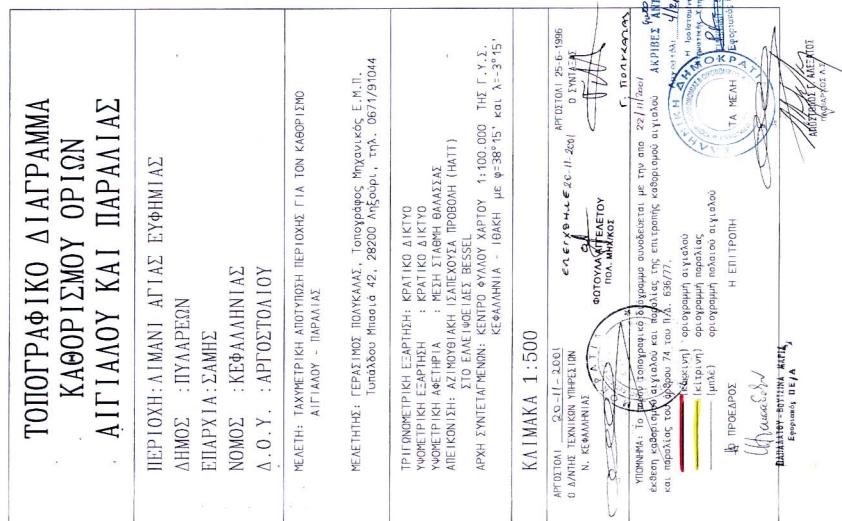 ΤΟΠΟΓΡΑΦΙΚΟ ΔΙΑΓΡΑΜΜΑ
ΚΑΘΟΡΙΣΜΟΥ ΟΡΙΩΝ
ΑΙΓΙΑΛΟΥ ΚΑΙ ΠΑΡΑΛΙΑΣ
ΠΕΡΙΟΧΗ:ΛΙΜΑΝΙ ΑΓΙΑΣ ΕΥΦΗΜΙΑΣ
ΔΗΜΟΣ :ΠΥΛΑΡΕΩΝ
ΕΠΑΡΧΙΑ:ΣΑΜΗΣ
ΝΟΜΟΣ :ΚΕΦΑΛΛΗΝΙΑΣ
Δ.Ο.Υ. :ΑΡΓΟΣΤΟΛΙΟΥ
ΜΕΛΕΤΗ: ΤΑΧΥΜΕΤΡΙΚΗ ΑΠΟΤΥΠΩΣΗ ΠΕΡΙΟΧΗΣ ΓΙΑ ΤΟΝ ΚΑΘΟΡΙΣΜΟ
ΑΙΓΙΑΛΟΥ - ΠΑΡΑΛΙΑΣ
ΜΕΛΕΤΗΤΗΣ: ΓΕΡΑΣΙΜΟΣ ΠΟΛΥΚΑΛΑΣ, Τοπογράφος Μηχανικός Ε.Μ.Π.
Τυπάλδου Μπασιά 42, 28200 Ληξούρι, τηλ. 0671/91044
ΤΡΙΓΩΝΟΜΕΤΡΙΚΗ ΕΞΑΡΤΗΣΗ: ΚΡΑΤΙΚΟ ΔΙΚΤΥΟ
ΥΨΟΜΕΤΡΙΚΗ ΕΞΑΡΤΗΣΗ : ΚΡΑΤΙΚΟ ΔΙΚΤΥΟ
ΥΨΟΜΕΤΡΙΚΗ ΑΦΕΤΗΡΙΑ : ΜΕΣΗ ΣΤΑΘΜΗ ΘΑΛΑΣΣΑΣ
ΑΠΕΙΚΟΝΙΣΗ: ΑΖΙΜΟΥΘΙΑΚΗ ΙΣΑΠΕΧΟΥΣΑ ΠΡΟΒΟΛΗ (HATT)
ΣΤΟ ΕΛΛΕΙΨΟΕΙΔΕΣ BESSEL
ΑΡΧΗ ΣΥΝΤΕΤΑΓΜΕΝΩΝ: ΚΕΝΤΡΟ ΦΥΛΛΟΥ ΧΑΡΤΟΥ 1:100.000 ΤΗΣ Γ.Υ.Σ.
ΚΕΦΑΛΛΗΝΙΑ - ΙΘΑΚΗ με φ=38°15' και λ=-3°15'
ΚΛΙΜΑΚΑ 1:500
ΑΡΓΟΣΤΟΛΙ 20-11-2001
Ο Δ/ΝΤΗΣ ΤΕΧΝΙΚΩΝ ΥΠΗΡΕΣΙΩΝ
Ν. ΚΕΦΑΛΛΗΝΙΑΣ
ΕΛΕΓΧΘΗΚΕ 20-11-2001
ΦΩΤΟΥΛΑ ΑΓΓΕΛΕΤΟΥ
ΠΟΛ. ΜΗΧ/ΚΟΣ
ΑΡΓΟΣΤΟΛΙ 25-6-1996
Ο ΣΥΝΤΑΞΑΣ
Γ. Πολυκαλας
ΥΠΟΜΝΗΜΑ: Το παρόν τοπογραφικό διάγραμμα συνοδεύεται με την απο 22/11/2001
έκθεση καθορισμού αιγιαλού και παραλίας της επιτροπής καθορισμού αιγιαλού
και παραλίας του άρθρου 74 του Π/Δ. 636/77.
(κόκκινη) οριογραμμή αιγιαλού
(κίτρινη) οριογραμμή παραλίας
(μπλέ) οριογραμμή παλαιού αιγιαλού
Η ΕΠΙΤΡΟΠΗ
Ο ΠΡΟΕΔΡΟΣ
ΤΑ ΜΕΛΗ
ΠΑΠΑΔΑΤΟΥ-ΒΟΥΤΣΙΝΑ ΜΑΡΙΑ
Εφοριακός ΠΕ/Α
ΑΚΡΙΒΕΣ
ΕΛΛΗΝΙΚΗ ΔΗΜΟΚΡΑΤΙ
ΑΠΟΣΤΟΛΟΣ Γ. ΑΛΕΞΑΤΟΣ